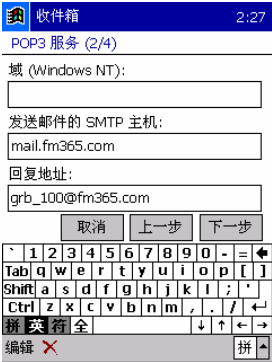 收件箱 2:27
POP3 服务 (2/4)
域 (Windows NT):
发送邮件的 SMTP 主机:
mail.fm365.com
回复地址:
grb_100@fm365.com
取消 上一步 下一步
` 1 2 3 4 5 6 7 8 9 0 - = ←
Tab q w e r t y u i o p [ ]
Shift a s d f g h j k l ; '
Ctrl z x c v b n m , . / ↵
拼 英 符 全 ↓ ↑ ← →
编辑 拼